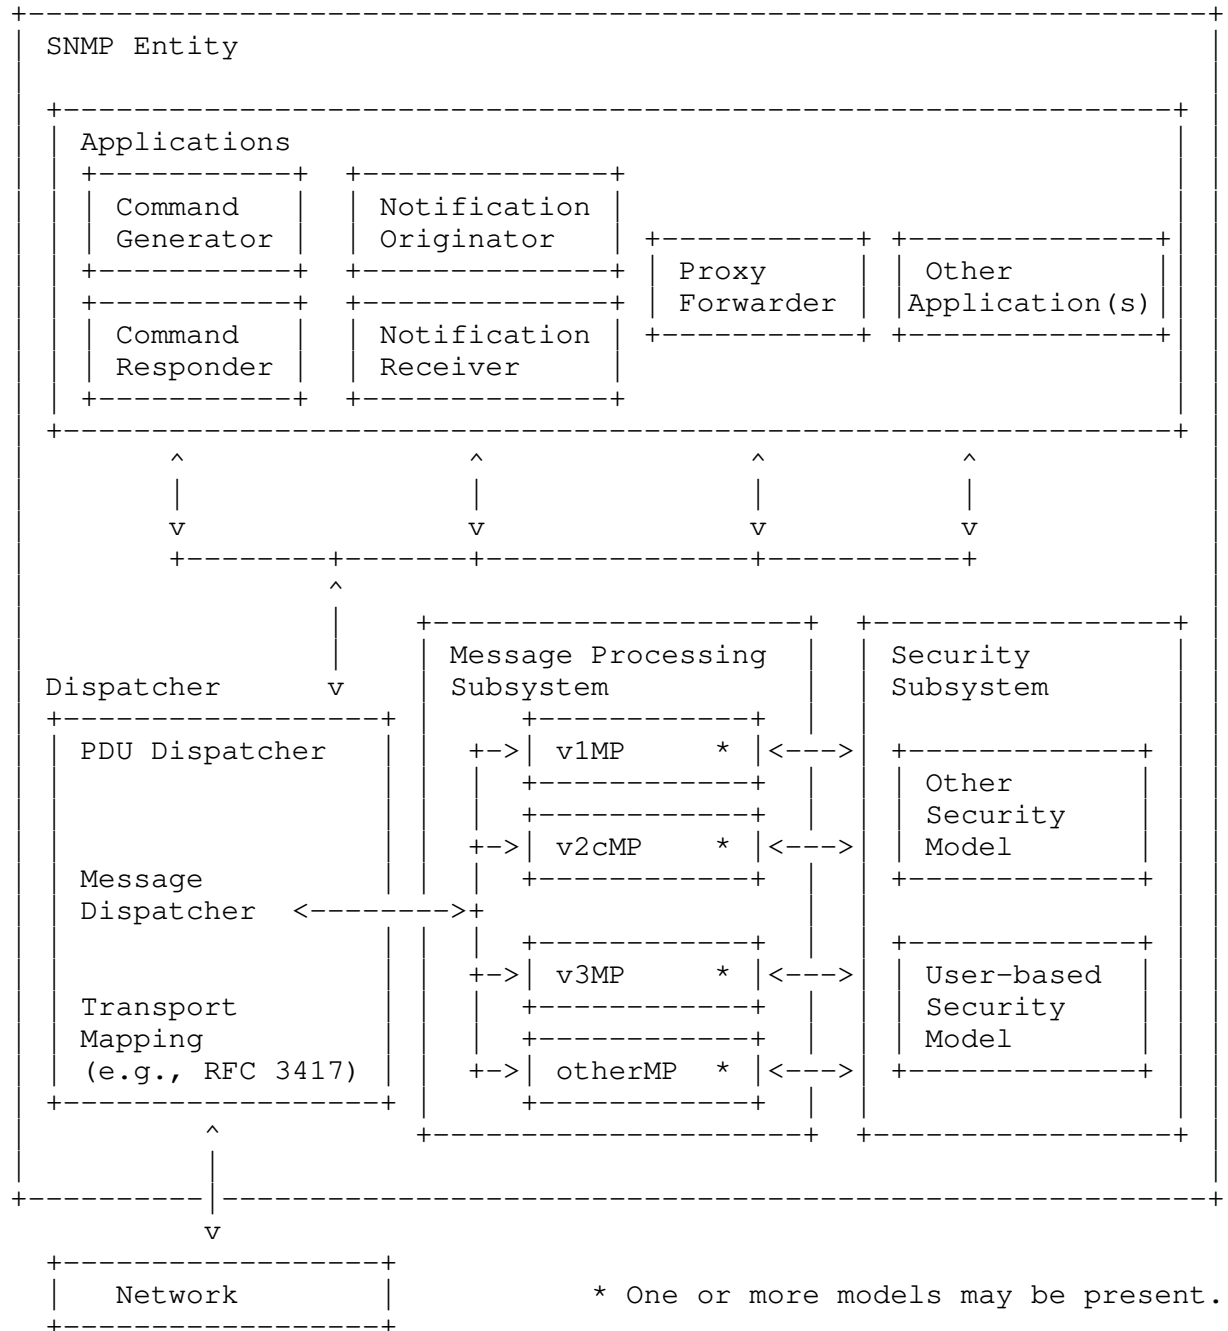 SNMP Entity
Applications
Command Generator
Notification Originator
Proxy Forwarder
Other Application(s)
Command Responder
Notification Receiver
Dispatcher
PDU Dispatcher
Message Dispatcher
Transport Mapping (e.g., RFC 3417)
Message Processing Subsystem
v1MP *
v2cMP *
v3MP *
otherMP *
Security Subsystem
Other Security Model
User-based Security Model
Network
* One or more models may be present.